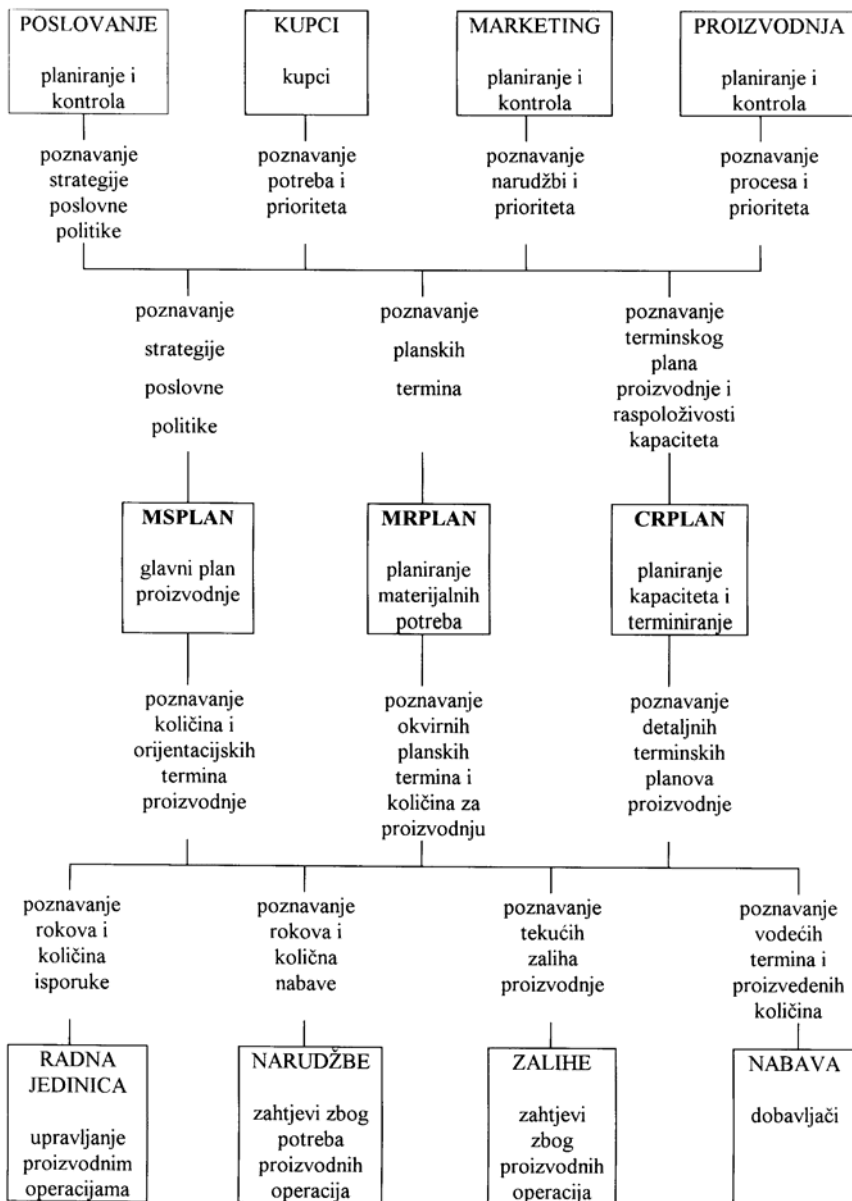 POSLOVANJE
planiranje i
kontrola
KUPCI
kupci
MARKETING
planiranje i
kontrola
PROIZVODNJA
planiranje i
kontrola
poznavanje
strategije
poslovne
politike
poznavanje
potreba i
prioriteta
poznavanje
narudžbi i
prioriteta
poznavanje
procesa i
prioriteta
poznavanje
strategije
poslovne
politike
poznavanje
planskih
termina
poznavanje
terminskog
plana
proizvodnje i
raspoloživosti
kapaciteta
MSPLAN
glavni plan
proizvodnje
MRPLAN
planiranje
materijalnih
potreba
CRPLAN
planiranje
kapaciteta i
terminiranje
poznavanje
količina i
orijentacijskih
termina
proizvodnje
poznavanje
okvirnih
planskih
termina i
količina za
proizvodnju
poznavanje
detaljnih
terminskih
planova
proizvodnje
poznavanje
rokova i
količina
isporuke
poznavanje
rokova i
količna
nabave
poznavanje
tekućih
zaliha
proizvodnje
poznavanje
vodećih
termina i
proizvedenih
količina
RADNA
JEDINICA
upravljanje
proizvodnim
operacijama
NARUDŽBE
zahtjevi zbog
potreba
proizvodnih
operacija
ZALIHE
zahtjevi
zbog
proizvodnih
operacija
NABAVA
dobavljači